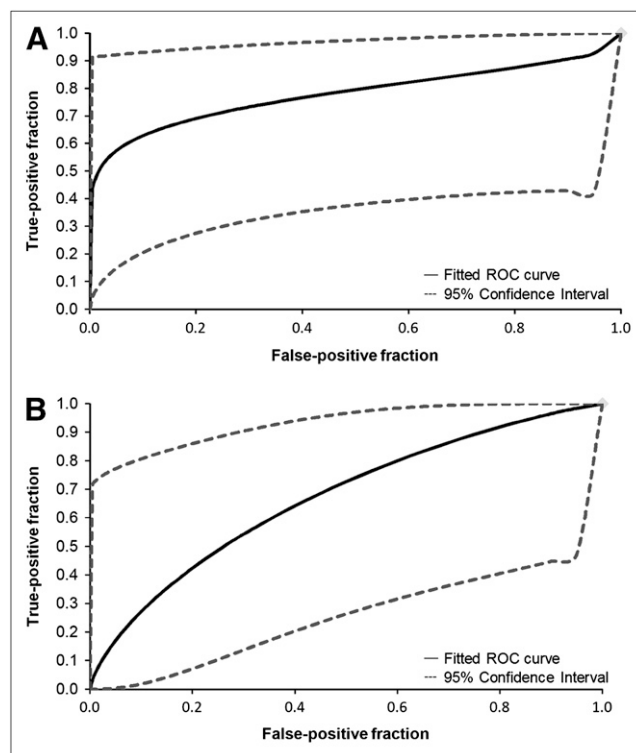 A
1.0
0.9
0.8
0.7
0.6
0.5
0.4
0.3
0.2
0.1
0.0
True-positive fraction
Fitted ROC curve
95% Confidence Interval
0.0 0.2 0.4 0.6 0.8 1.0
False-positive fraction
B
1.0
0.9
0.8
0.7
0.6
0.5
0.4
0.3
0.2
0.1
0.0
True-positive fraction
Fitted ROC curve
95% Confidence Interval
0.0 0.2 0.4 0.6 0.8 1.0
False-positive fraction